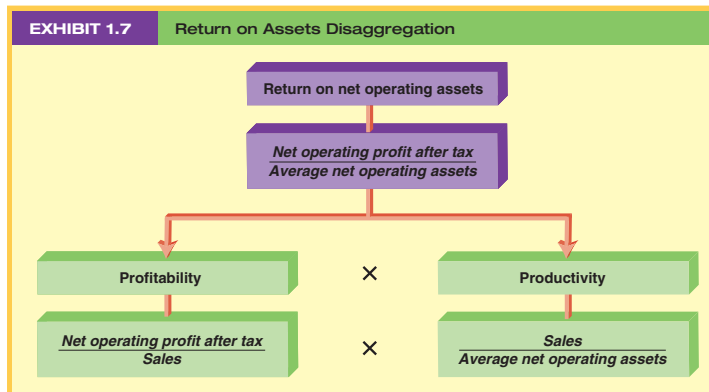 EXHIBIT 1.7 Return on Assets Disaggregation
Return on net operating assets
Net operating profit after tax
Average net operating assets
Profitability × Productivity
Net operating profit after tax
Sales
×
Sales
Average net operating assets